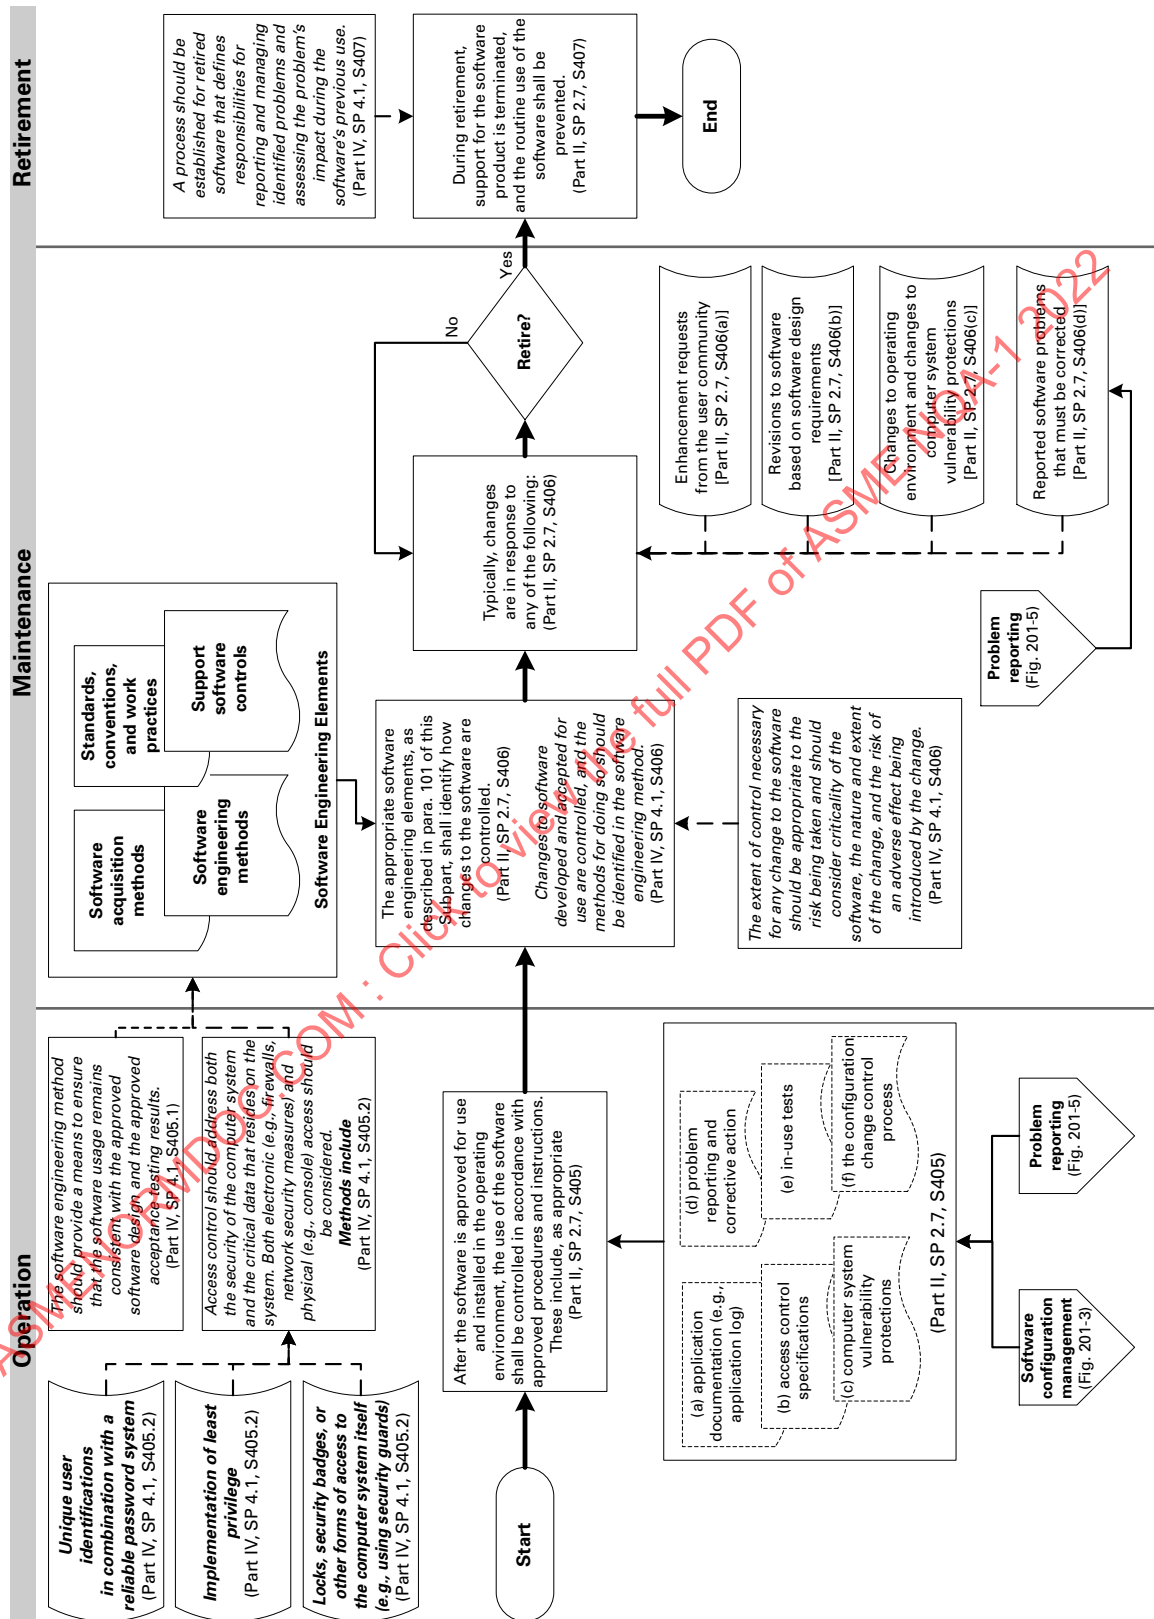 Operation
Maintenance
Retirement
Unique user
identifications
in combination with a
reliable password system
(Part IV, SP 4.1, S405.2)
Implementation of least
privilege
(Part IV, SP 4.1, S405.2)
Locks, security badges, or
other forms of access to
the computer system itself
(e.g., using security guards)
(Part IV, SP 4.1, S405.2)
The software engineering method
should provide a means to ensure
that the software usage remains
consistent with the approved
software design and the approved
acceptance testing results.
(Part IV, SP 4.1, S405.1)
Access control should address both
the security of the computer system
and the critical data that resides on the
system. Both electronic (e.g., firewalls,
network security measures) and
physical (e.g., console) access should
be considered.
Methods include
(Part IV, SP 4.1, S405.2)
Start
After the software is approved for use
and installed in the operating
environment, the use of the software
shall be controlled in accordance with
approved procedures and instructions.
These include, as appropriate
(Part II, SP 2.7, S405)
(a) application
documentation (e.g.,
application log)
(b) access control
specifications
(c) computer system
vulnerability
protections
(d) problem
reporting and
corrective action
(e) in-use tests
(f) the configuration
change control
process
(Part II, SP 2.7, S405)
Software
configuration
management
(Fig. 201-3)
Problem
reporting
(Fig. 201-5)
Software
acquisition
methods
Software
engineering
methods
Standards,
conventions,
and work
practices
Support
software
controls
Software Engineering Elements
The appropriate software
engineering elements, as
described in para. 101 of this
Subpart, shall identify how
changes to the software are
controlled.
(Part II, SP 2.7, S406)
Changes to software
developed and accepted for
use are controlled, and the
methods for doing so should
be identified in the software
engineering method.
(Part IV, SP 4.1, S406)
The extent of control necessary
for any change to the software
should be appropriate to the
risk being taken and should
consider criticality of the
software, the nature and extent
of the change, and the risk of
an adverse effect being
introduced by the change.
(Part IV, SP 4.1, S406)
Typically, changes
are in response to
any of the following:
(Part II, SP 2.7, S406)
Retire?
No
Yes
Enhancement requests
from the user community
[Part II, SP 2.7, S406(a)]
Revisions to software
based on software design
requirements
[Part II, SP 2.7, S406(b)]
Changes to operating
environment and changes to
computer system
vulnerability protections
[Part II, SP 2.7, S406(c)]
Reported software problems
that must be corrected
[Part II, SP 2.7, S406(d)]
Problem
reporting
(Fig. 201-5)
A process should be
established for retired
software that defines
responsibilities for
reporting and managing
identified problems and
assessing the problem's
impact during the
software's previous use.
(Part IV, SP 4.1, S407)
During retirement,
support for the software
product is terminated,
and the routine use of the
software shall be
prevented.
(Part II, SP 2.7, S407)
End
ASMENORMDOC.COM : Click to view the full PDF of ASME NQA-1 2022